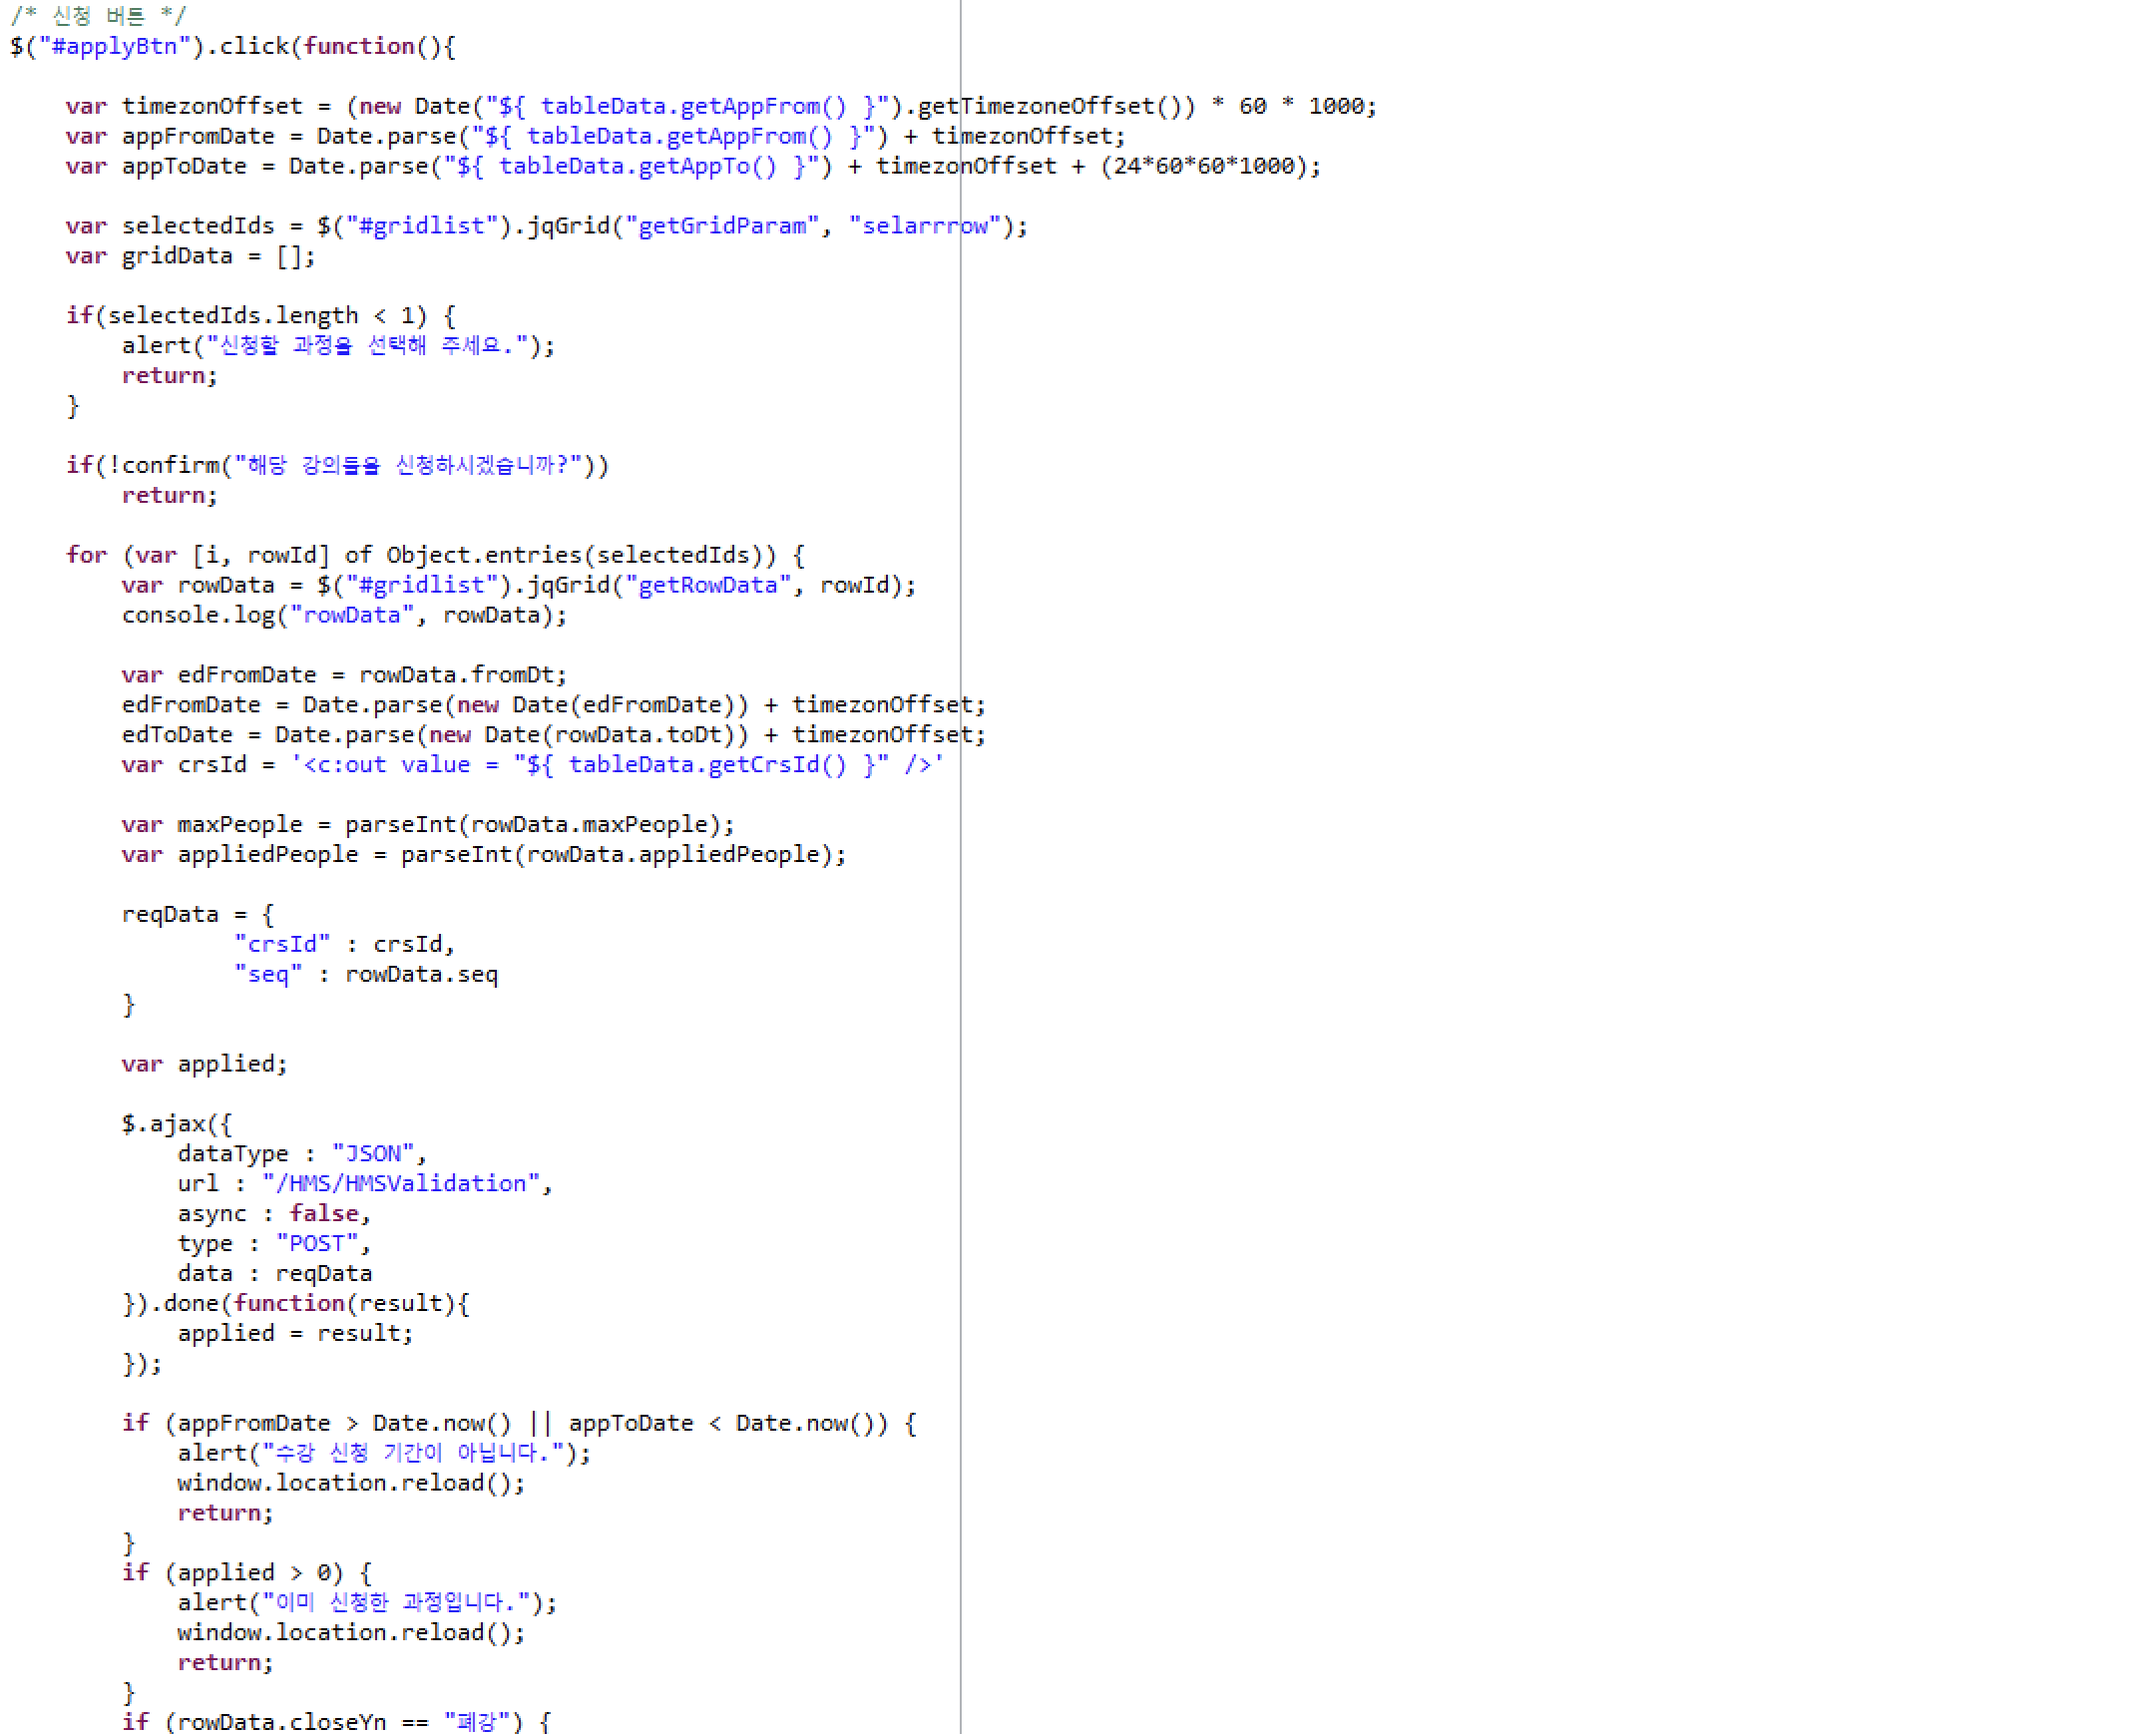 /* 신청 버튼 */
$("#applyBtn").click(function(){
var timezonOffset = (new Date("${ tableData.getAppFrom() }").getTimezoneOffset()) * 60 * 1000;
var appFromDate = Date.parse("${ tableData.getAppFrom() }") + timezonOffset;
var appToDate = Date.parse("${ tableData.getAppTo() }") + timezonOffset + (24*60*60*1000);
var selectedIds = $("#gridlist").jqGrid("getGridParam", "selarrrow");
var gridData = [];
if(selectedIds.length < 1) {
alert("신청할 과정을 선택해 주세요.");
return;
}
if(!confirm("해당 강의들을 신청하시겠습니까?"))
return;
for (var [i, rowId] of Object.entries(selectedIds)) {
var rowData = $("#gridlist").jqGrid("getRowData", rowId);
console.log("rowData", rowData);
var edFromDate = rowData.fromDt;
edFromDate = Date.parse(new Date(edFromDate)) + timezonOffset;
edToDate = Date.parse(new Date(rowData.toDt)) + timezonOffset;
var crsId = '<c:out value = "${ tableData.getCrsId() }" />'
var maxPeople = parseInt(rowData.maxPeople);
var appliedPeople = parseInt(rowData.appliedPeople);
reqData = {
"crsId" : crsId,
"seq" : rowData.seq
}
var applied;
$.ajax({
dataType : "JSON",
url : "/HMS/HMSValidation",
async : false,
type : "POST",
data : reqData
}).done(function(result){
applied = result;
});
if (appFromDate > Date.now() || appToDate < Date.now()) {
alert("수강 신청 기간이 아닙니다.");
window.location.reload();
return;
}
if (applied > 0) {
alert("이미 신청한 과정입니다.");
window.location.reload();
return;
}
if (rowData.closeYn == "폐강") {